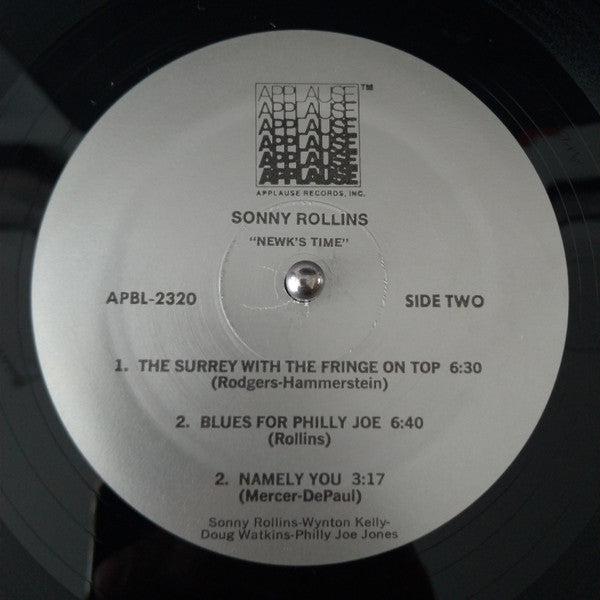 APPLAUSE™
APPLAUSE
APPLAUSE
APPLAUSE
APPLAUSE
APPLAUSE
APPLAUSE RECORDS, INC.
SONNY ROLLINS
"NEWK'S TIME"
APBL-2320 SIDE TWO
1. THE SURREY WITH THE FRINGE ON TOP 6:30
(Rodgers-Hammerstein)
2. BLUES FOR PHILLY JOE 6:40
(Rollins)
2. NAMELY YOU 3:17
(Mercer-DePaul)
Sonny Rollins-Wynton Kelly-
Doug Watkins-Philly Joe Jones